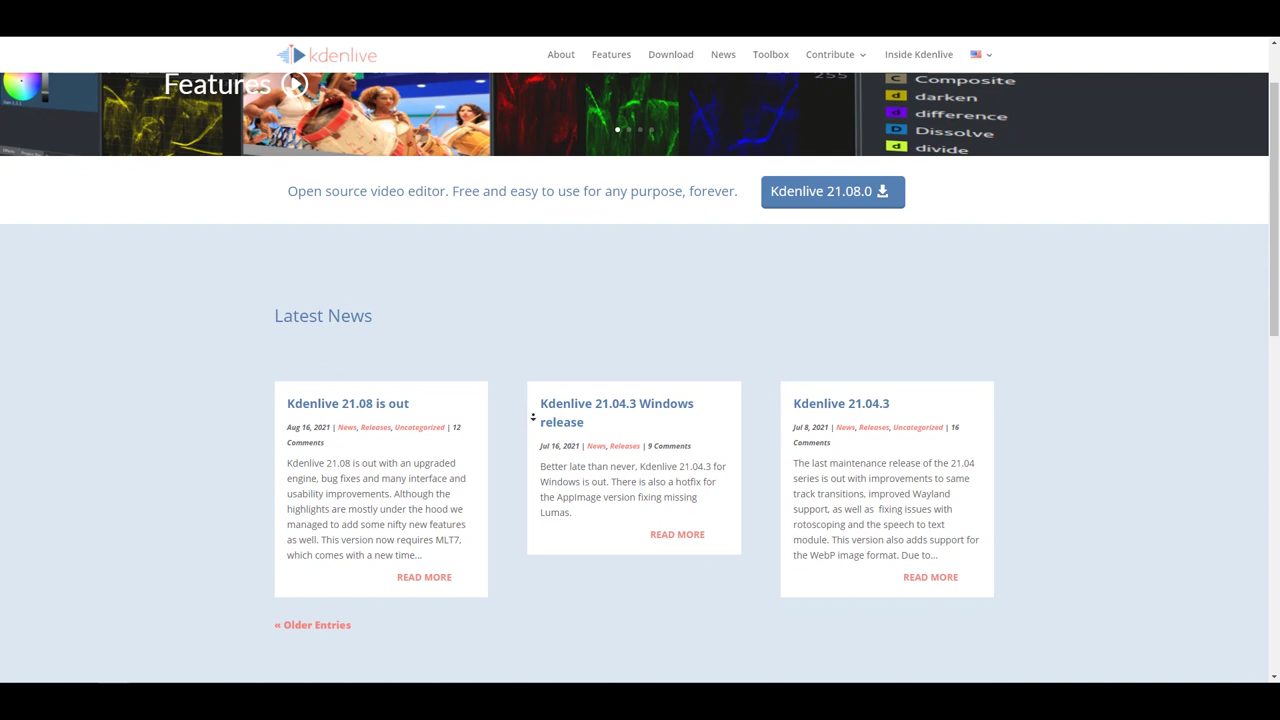 kdenlive
About Features Download News Toolbox Contribute Inside Kdenlive
Features
255
Composite
darken
difference
Dissolve
divide
Open source video editor. Free and easy to use for any purpose, forever.
Kdenlive 21.08.0
Latest News
Kdenlive 21.08 is out
Aug 16, 2021 | News, Releases, Uncategorized | 12
Comments
Kdenlive 21.08 is out with an upgraded
engine, bug fixes and many interface and
usability improvements. Although the
highlights are mostly under the hood we
managed to add some nifty new features
as well. This version now requires MLT7,
which comes with a new time...
READ MORE
Kdenlive 21.04.3 Windows
release
Jul 16, 2021 | News, Releases | 9 Comments
Better late than never, Kdenlive 21.04.3 for
Windows is out. There is also a hotfix for
the AppImage version fixing missing
Lumas.
READ MORE
Kdenlive 21.04.3
Jul 8, 2021 | News, Releases, Uncategorized | 16
Comments
The last maintenance release of the 21.04
series is out with improvements to same
track transitions, improved Wayland
support, as well as  fixing issues with
rotoscoping and the speech to text
module. This version also adds support for
the WebP image format. Due to...
READ MORE
« Older Entries